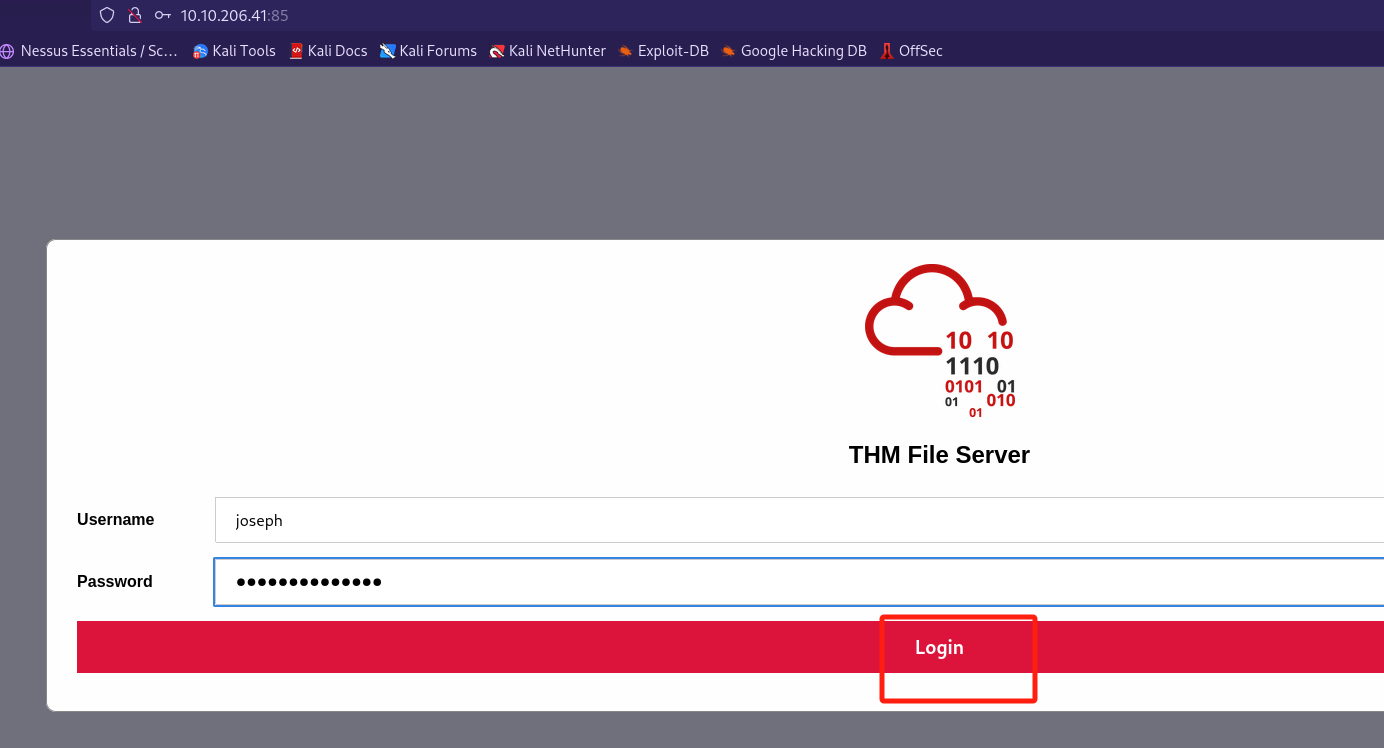 10.10.206.41:85
Nessus Essentials / Sc... Kali Tools Kali Docs Kali Forums Kali NetHunter Exploit-DB Google Hacking DB OffSec
10 10
1110
0101 01
01 010
01
THM File Server
Username joseph
Password ••••••••••••••
Login